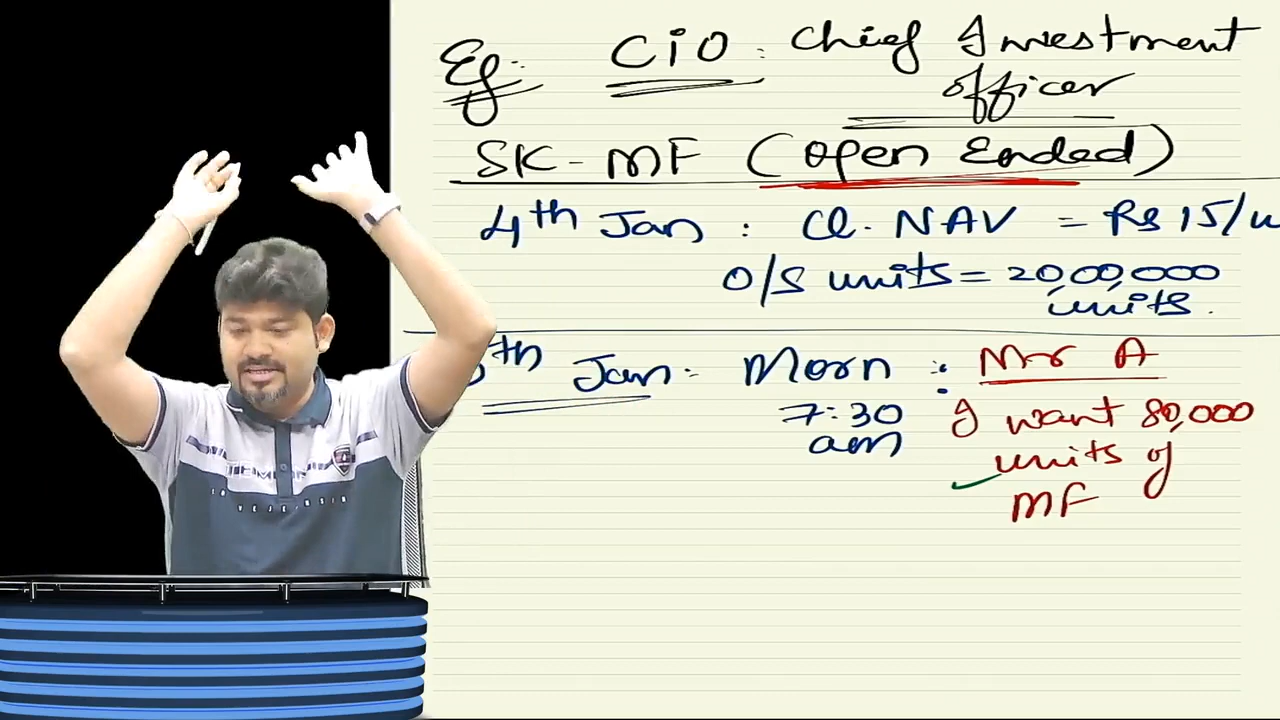 Eg:- CiO : Chief Investment
officer
SK-MF (Open Ended)
4th Jan : Cl. NAV = Rs 15/u
O/S units = 20,00,000
units.
th Jan: Morn : Mr A
7:30 I want 80,000
am units of
MF